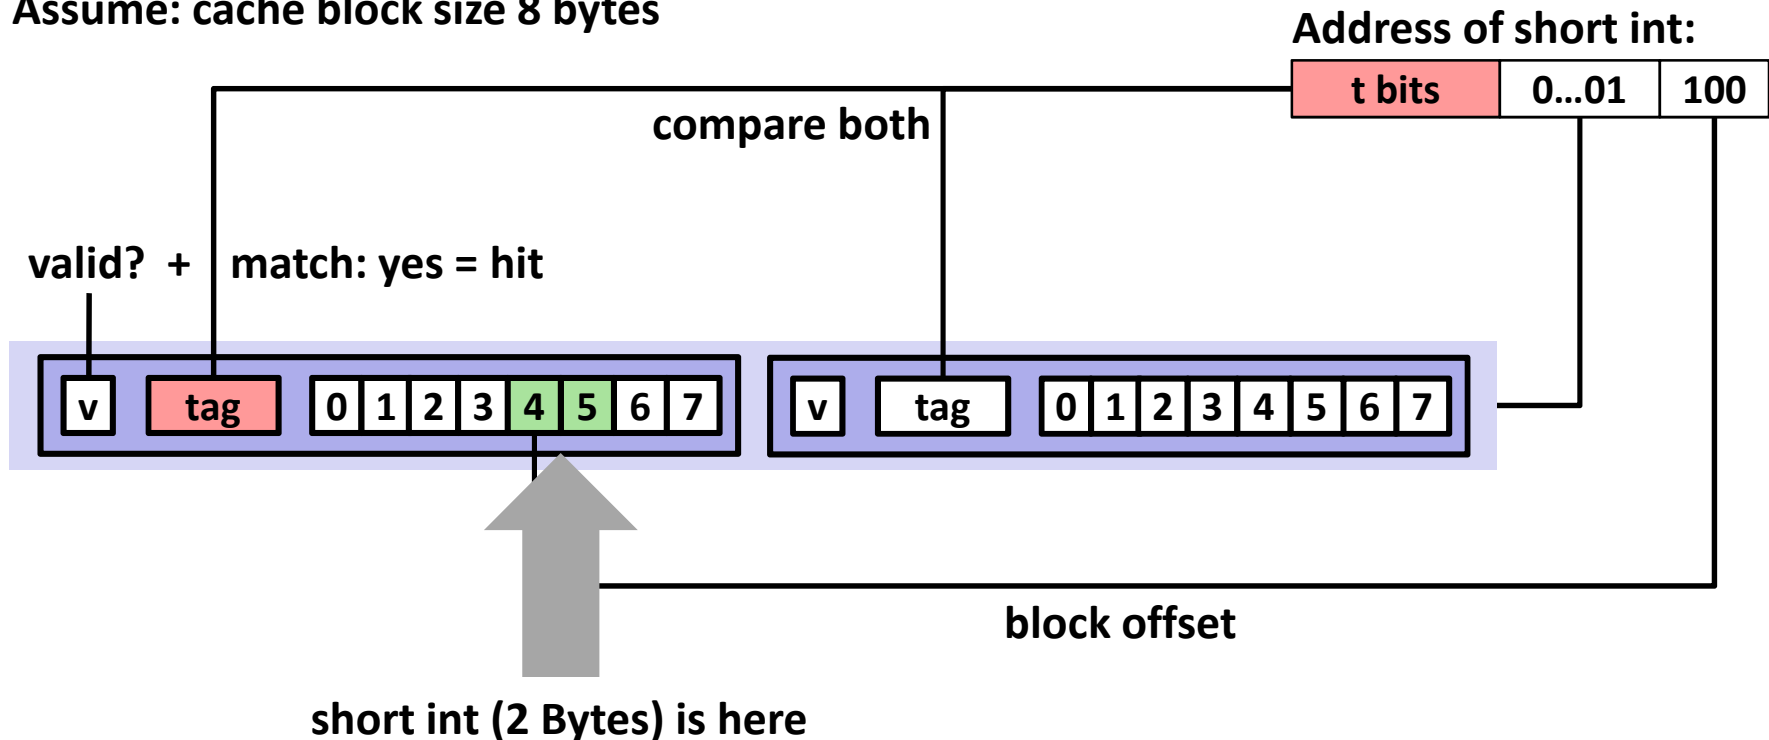 Assume: cache block size 8 bytes
Address of short int:
t bits 0...01 100
compare both
valid? + match: yes = hit
v tag 0 1 2 3 4 5 6 7 v tag 0 1 2 3 4 5 6 7
block offset
short int (2 Bytes) is here